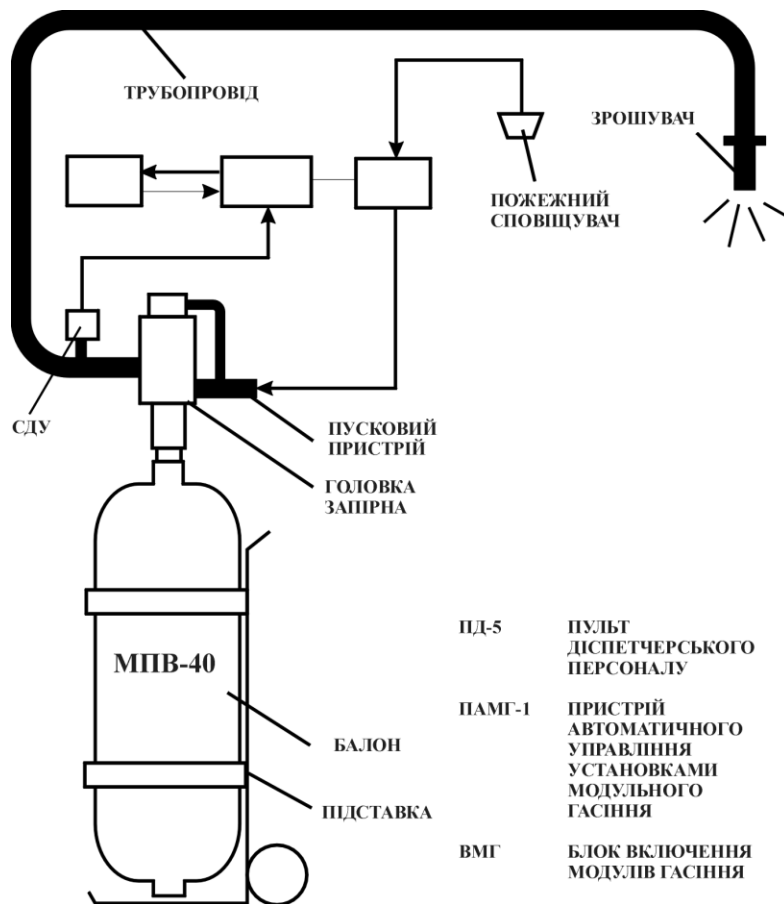 ТРУБОПРОВІД
ЗРОШУВАЧ
ПОЖЕЖНИЙ
СПОВІЩУВАЧ
СДУ
ПУСКОВИЙ
ПРИСТРІЙ
ГОЛОВКА
ЗАПІРНА
МПВ-40
БАЛОН
ПІДСТАВКА
ПД-5 ПУЛЬТ
ДІСПЕТЧЕРСЬКОГО
ПЕРСОНАЛУ
ПАМГ-1 ПРИСТРІЙ
АВТОМАТИЧНОГО
УПРАВЛІННЯ
УСТАНОВКАМИ
МОДУЛЬНОГО
ГАСІННЯ
ВМГ БЛОК ВКЛЮЧЕННЯ
МОДУЛІВ ГАСІННЯ